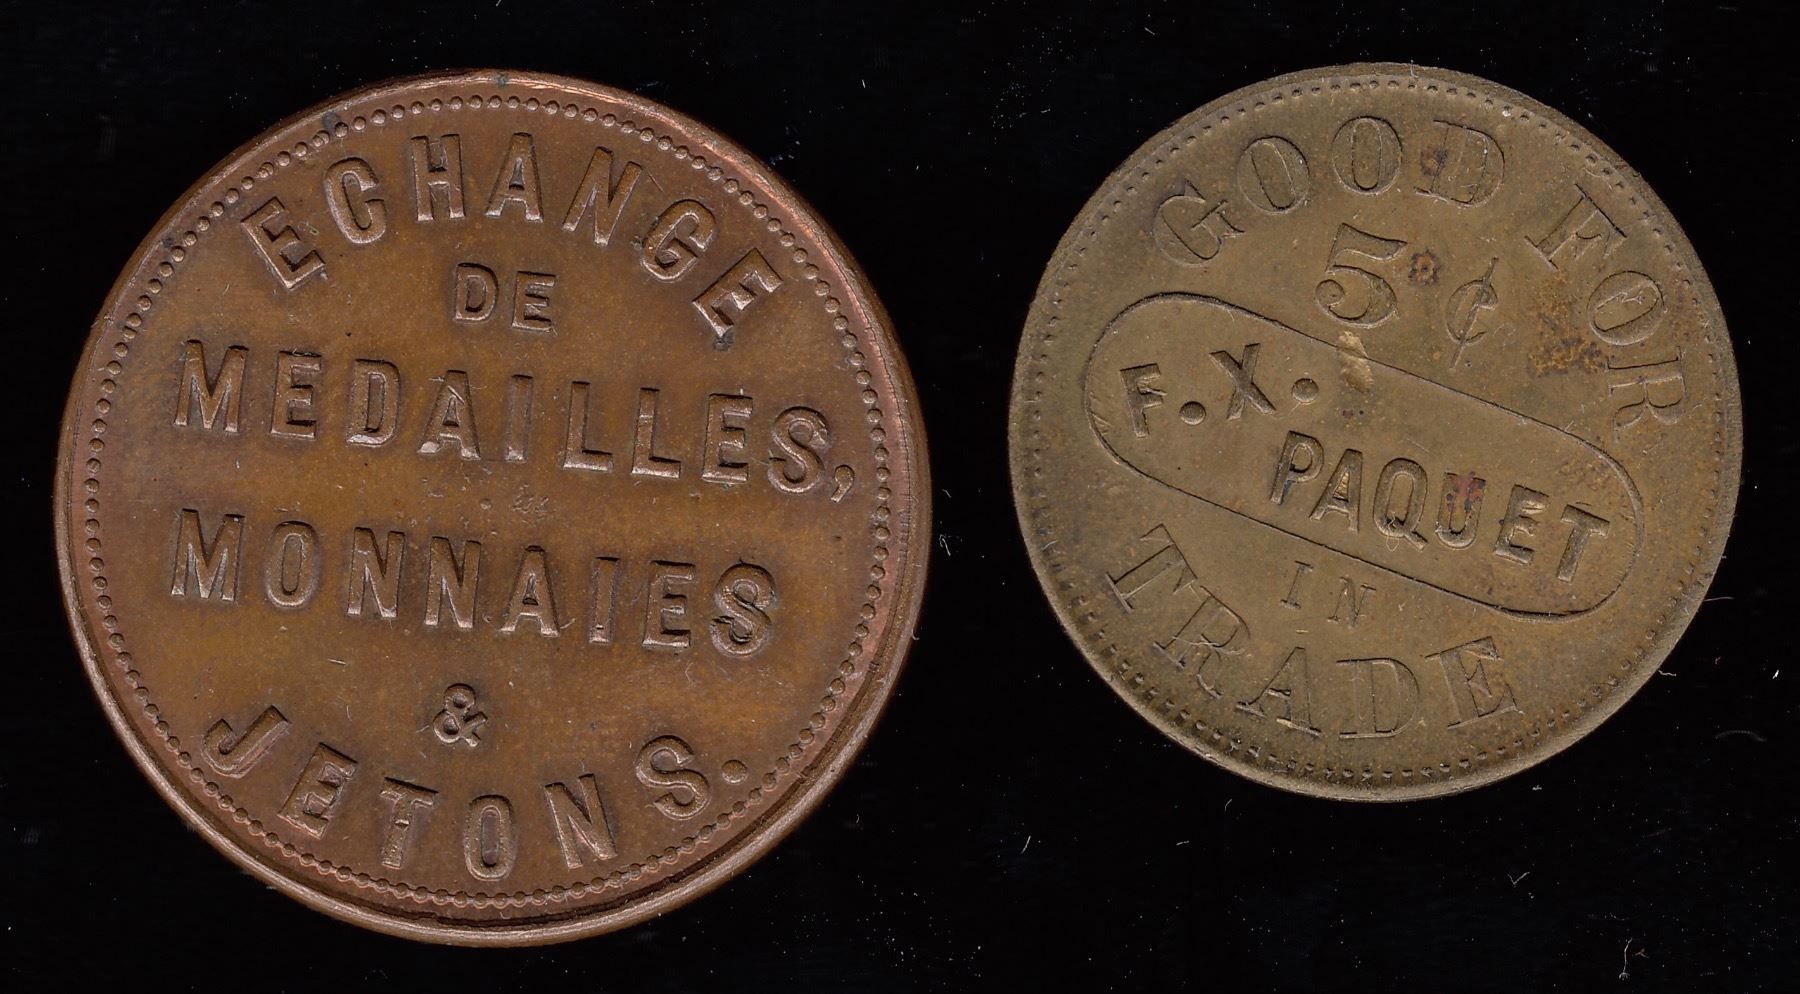 ECHANGE
DE
MEDAILLES,
MONNAIES
&
JETONS.
GOOD FOR
5¢
F. X.
PAQUET
IN
TRADE